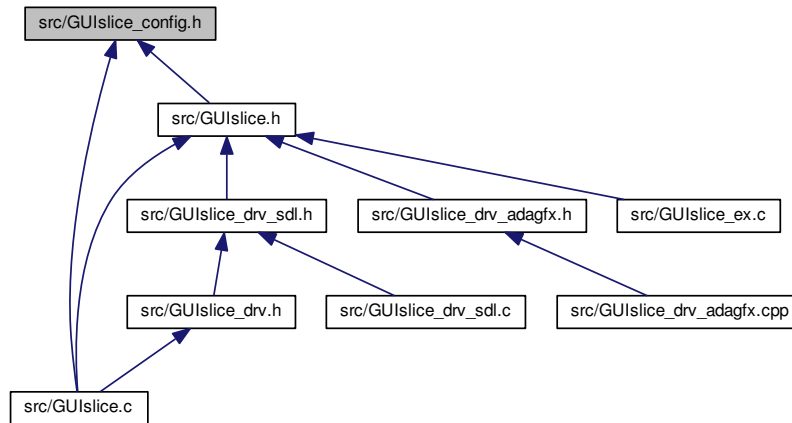 src/GUIslice_config.h
src/GUIslice.h
src/GUIslice_drv_sdl.h
src/GUIslice_drv_adagfx.h
src/GUIslice_ex.c
src/GUIslice_drv.h
src/GUIslice_drv_sdl.c
src/GUIslice_drv_adagfx.cpp
src/GUIslice.c